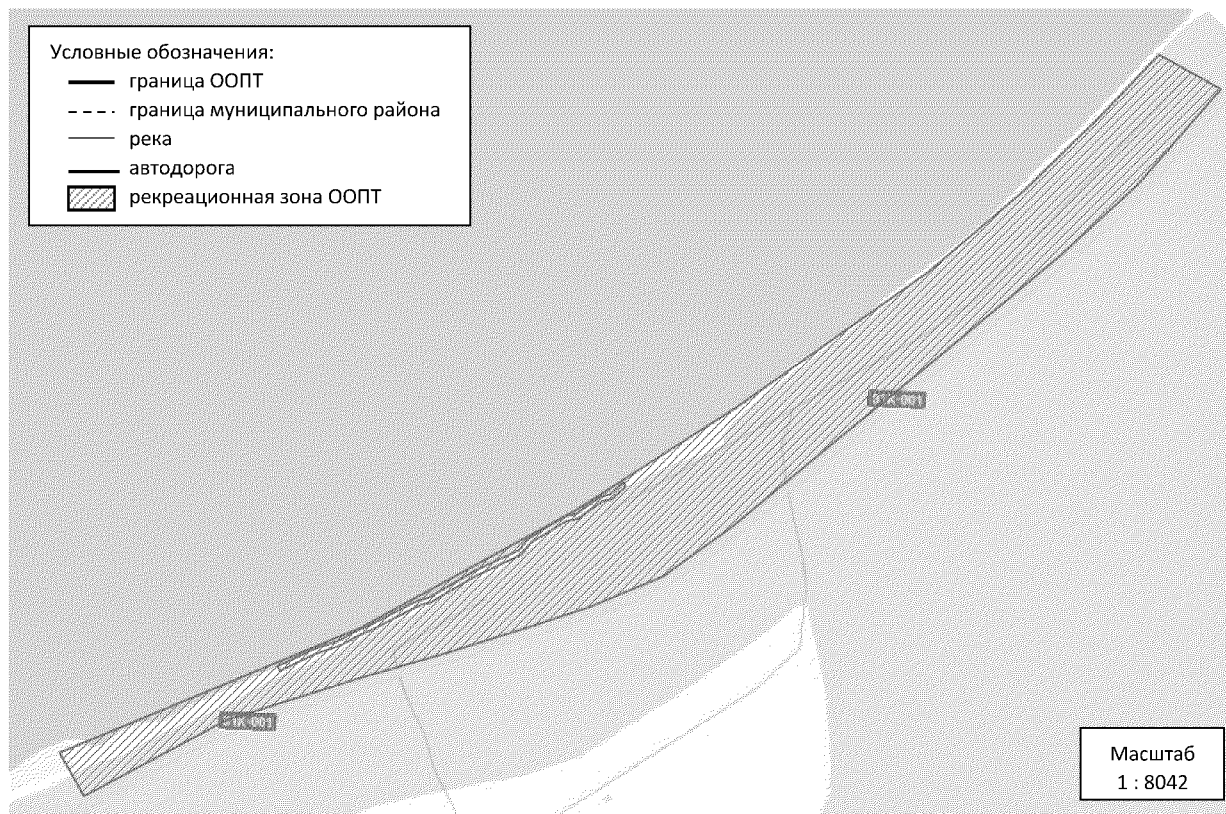 Условные обозначения:
граница ООПТ
граница муниципального района
река
автодорога
рекреационная зона ООПТ
Масштаб
1 : 8042